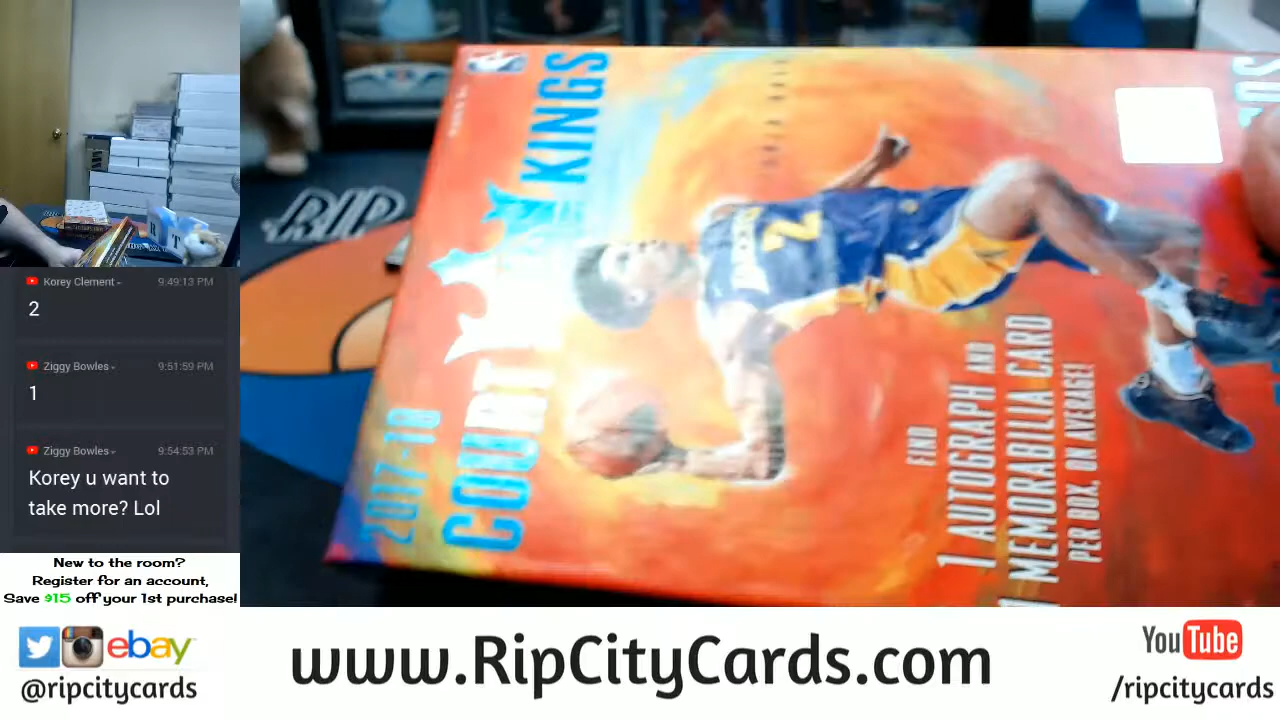 Korey Clement
9:49:13 PM
2
Ziggy Bowles
9:51:59 PM
1
Ziggy Bowles
9:54:53 PM
Korey u want to
take more? Lol
New to the room?
Register for an account,
Save $15 off your 1st purchase!
ebay
@ripcitycards
www.RipCityCards.com
YouTube
/ripcitycards
RIP
2017-18
COURT KINGS
2
FIND
1 AUTOGRAPH AND
1 MEMORABILIA CARD
PER BOX, ON AVERAGE!
RT